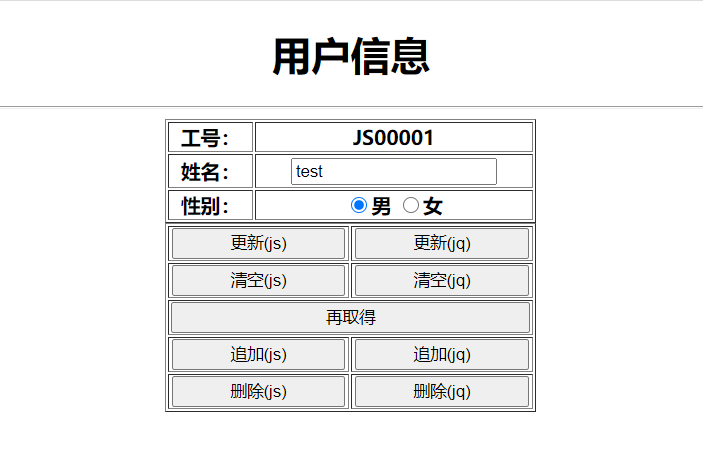 用户信息
工号： JS00001
姓名： test
性别： 男 女
更新(js) 更新(jq)
清空(js) 清空(jq)
再取得
追加(js) 追加(jq)
删除(js) 删除(jq)